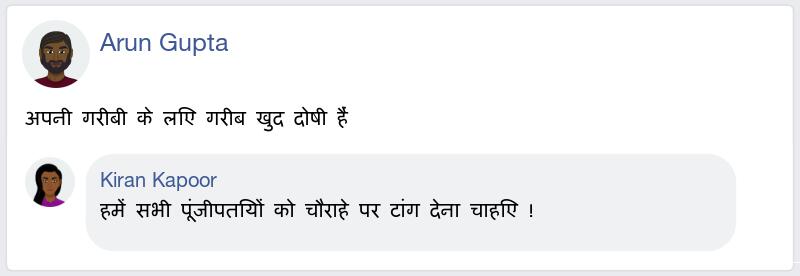 Arun Gupta
अपनी गरीबी के लिए गरीब खुद दोषी हैं
Kiran Kapoor
हमें सभी पूंजीपतियों को चौराहे पर टांग देना चाहिए !